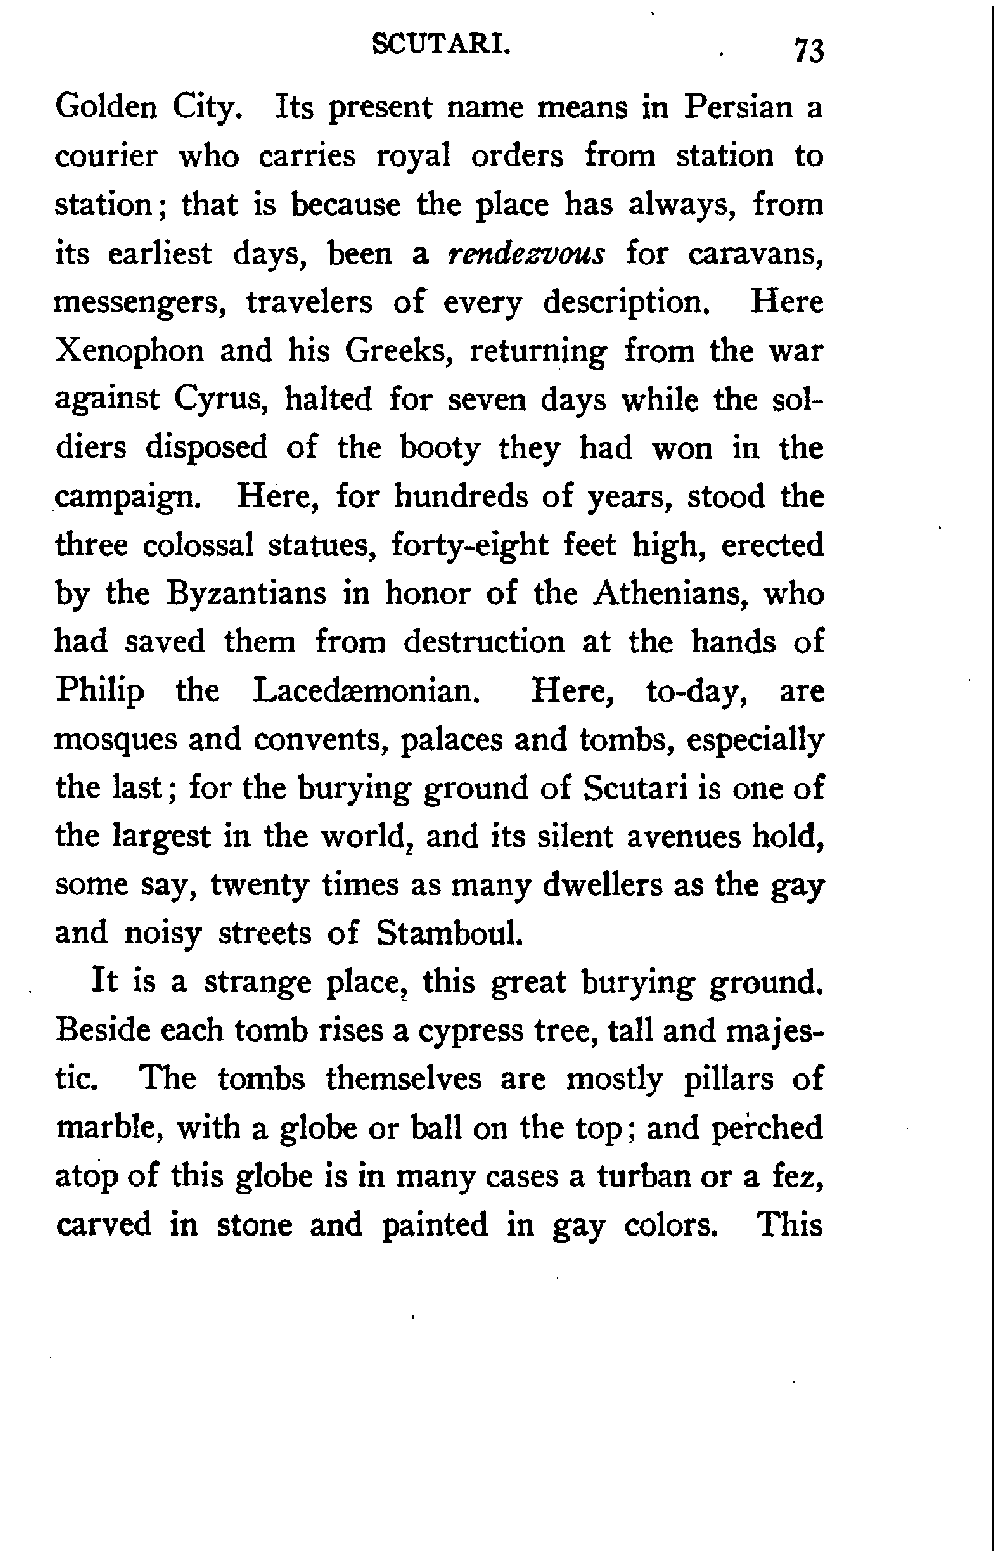 SCUTARI. 73
Golden City. Its present name means in Persian a
courier who carries royal orders from station to
station; that is because the place has always, from
its earliest days, been a rendezvous for caravans,
messengers, travelers of every description. Here
Xenophon and his Greeks, returning from the war
against Cyrus, halted for seven days while the sol-
diers disposed of the booty they had won in the
campaign. Here, for hundreds of years, stood the
three colossal statues, forty-eight feet high, erected
by the Byzantians in honor of the Athenians, who
had saved them from destruction at the hands of
Philip the Lacedæmonian. Here, to-day, are
mosques and convents, palaces and tombs, especially
the last; for the burying ground of Scutari is one of
the largest in the world, and its silent avenues hold,
some say, twenty times as many dwellers as the gay
and noisy streets of Stamboul.
It is a strange place, this great burying ground.
Beside each tomb rises a cypress tree, tall and majes-
tic. The tombs themselves are mostly pillars of
marble, with a globe or ball on the top; and perched
atop of this globe is in many cases a turban or a fez,
carved in stone and painted in gay colors. This